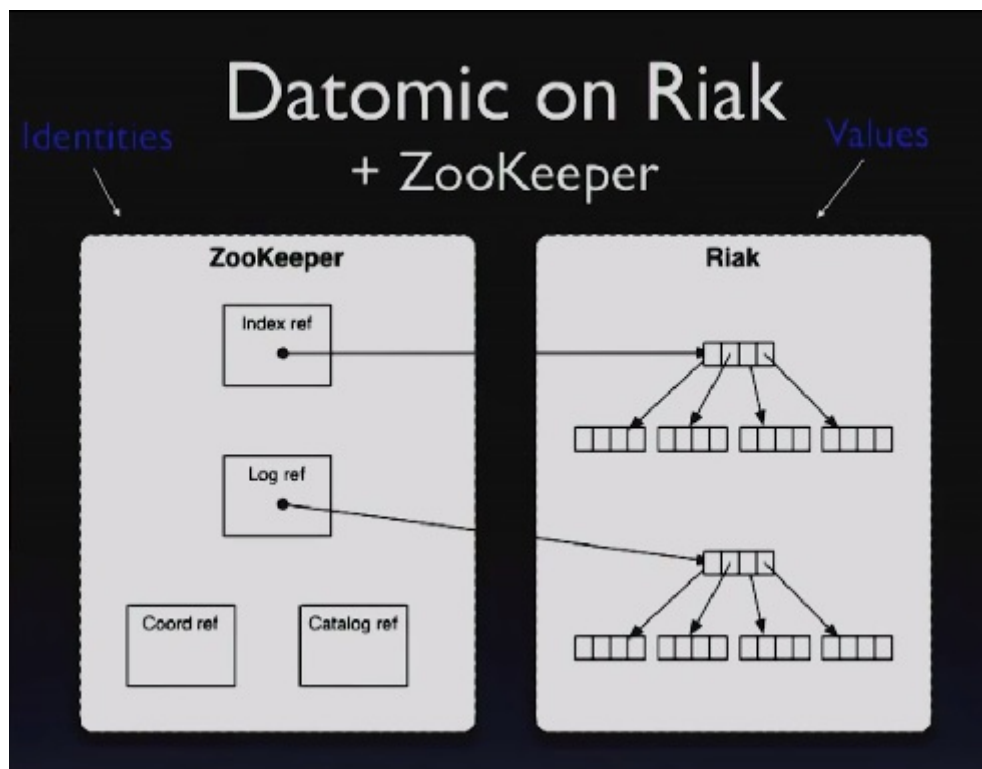 Datomic on Riak
+ ZooKeeper
Identities
Values
ZooKeeper
Index ref
Log ref
Coord ref
Catalog ref
Riak